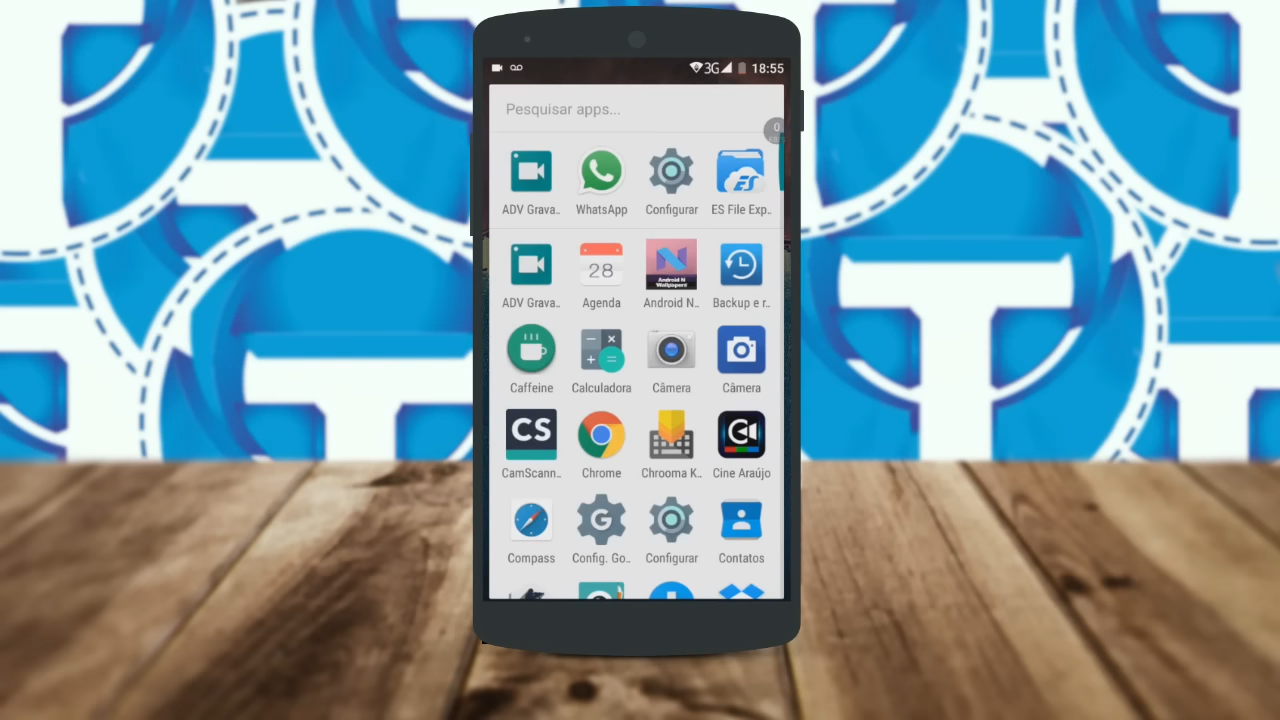 3G 18:55
Pesquisar apps...
0
ADV Grava.. WhatsApp Configurar ES File Exp..
28
Android N
Wallpapers
ADV Grava.. Agenda Android N.. Backup e r..
Caffeine Calculadora Câmera Câmera
CS
CamScann.. Chrome Chrooma K.. Cine Araújo
G
Compass Config. Go.. Configurar Contatos